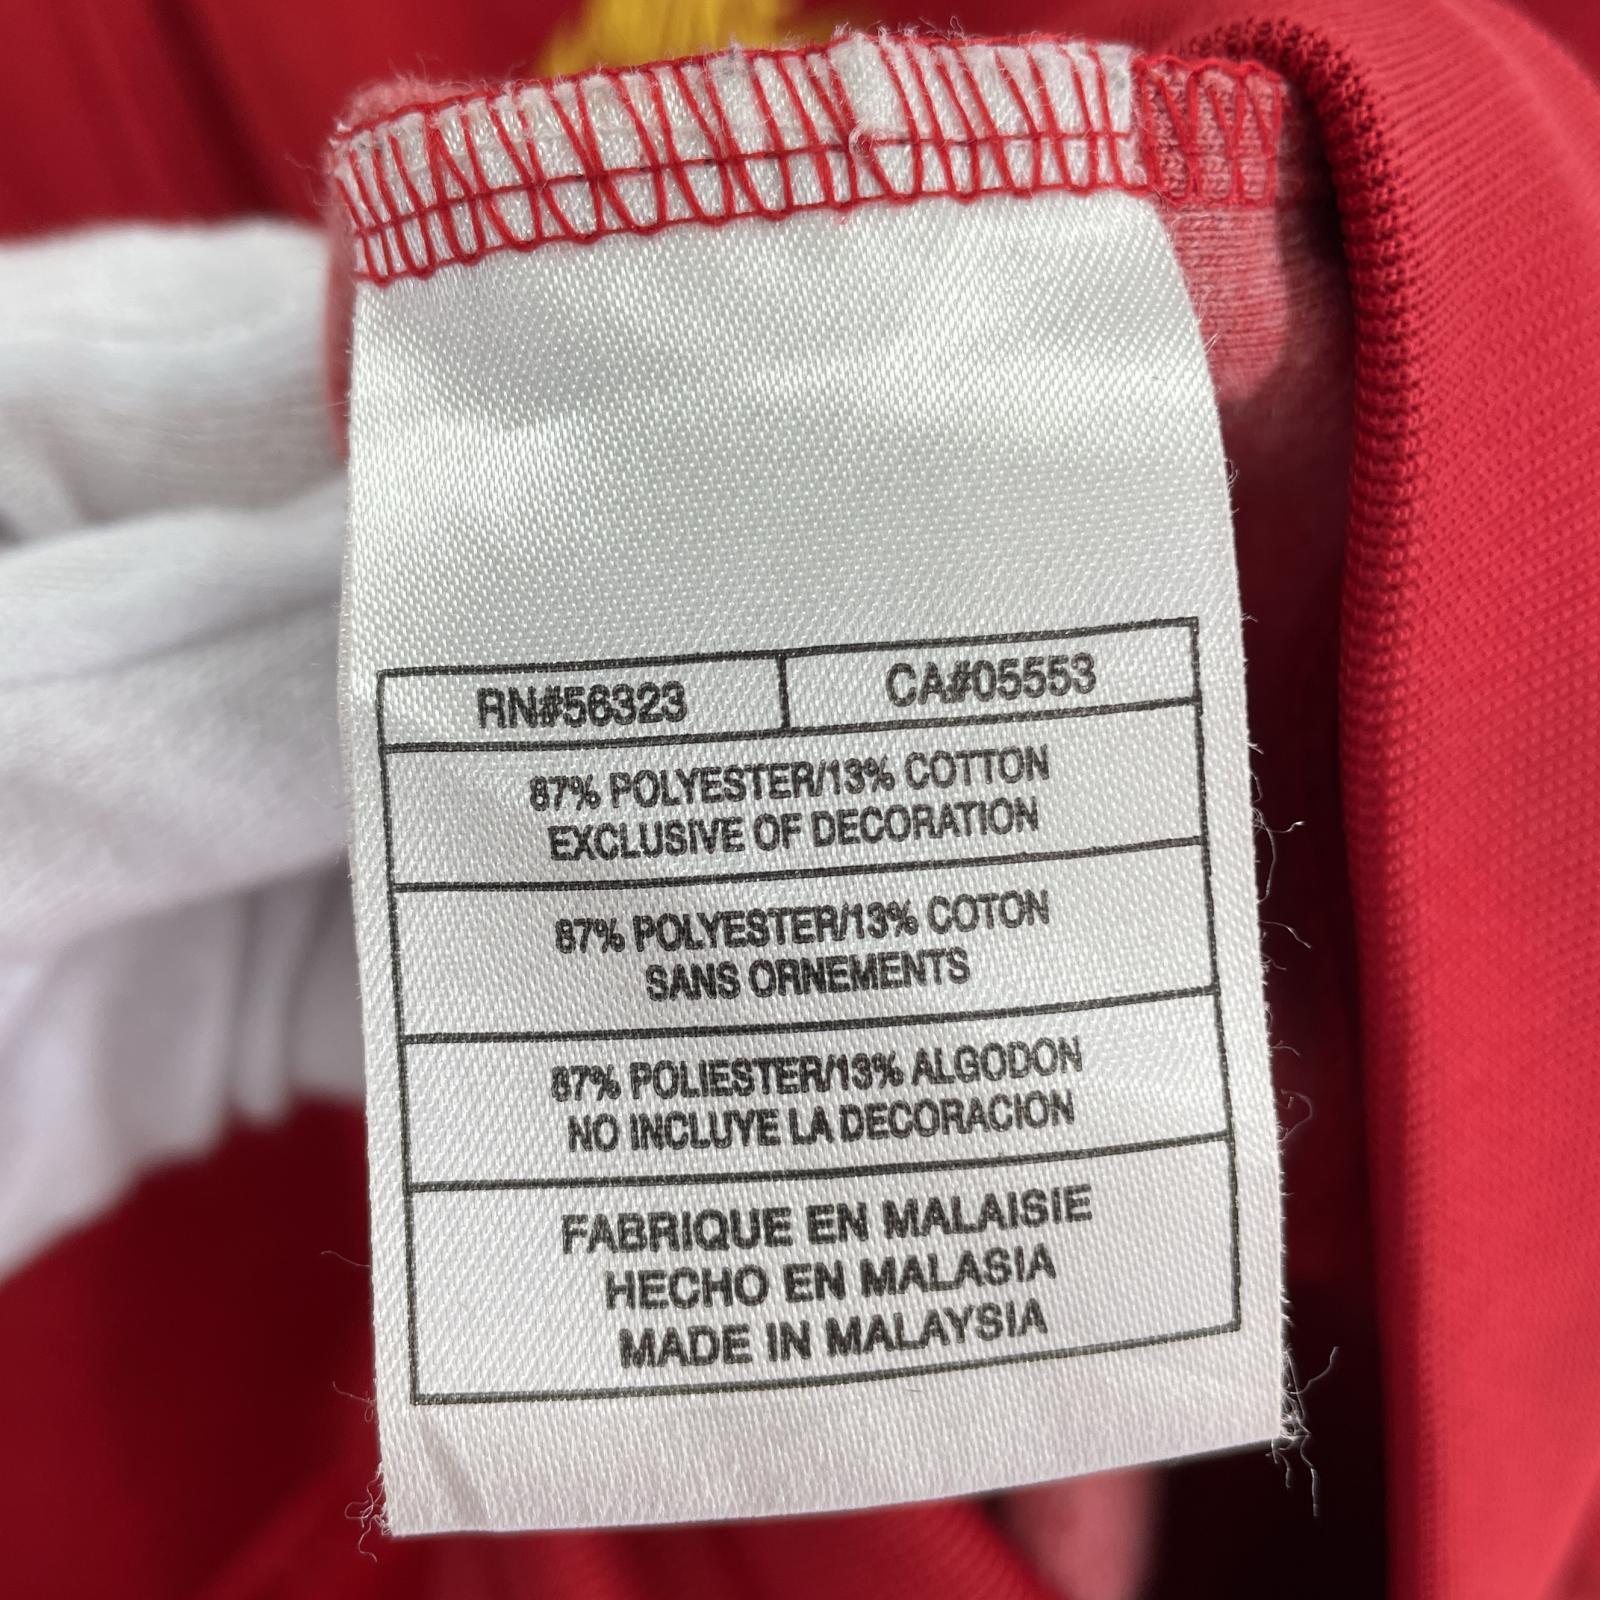 RN#56323 CA#05553
87% POLYESTER/13% COTTON
EXCLUSIVE OF DECORATION
87% POLYESTER/13% COTON
SANS ORNEMENTS
87% POLIESTER/13% ALGODON
NO INCLUYE LA DECORACION
FABRIQUE EN MALAISIE
HECHO EN MALASIA
MADE IN MALAYSIA